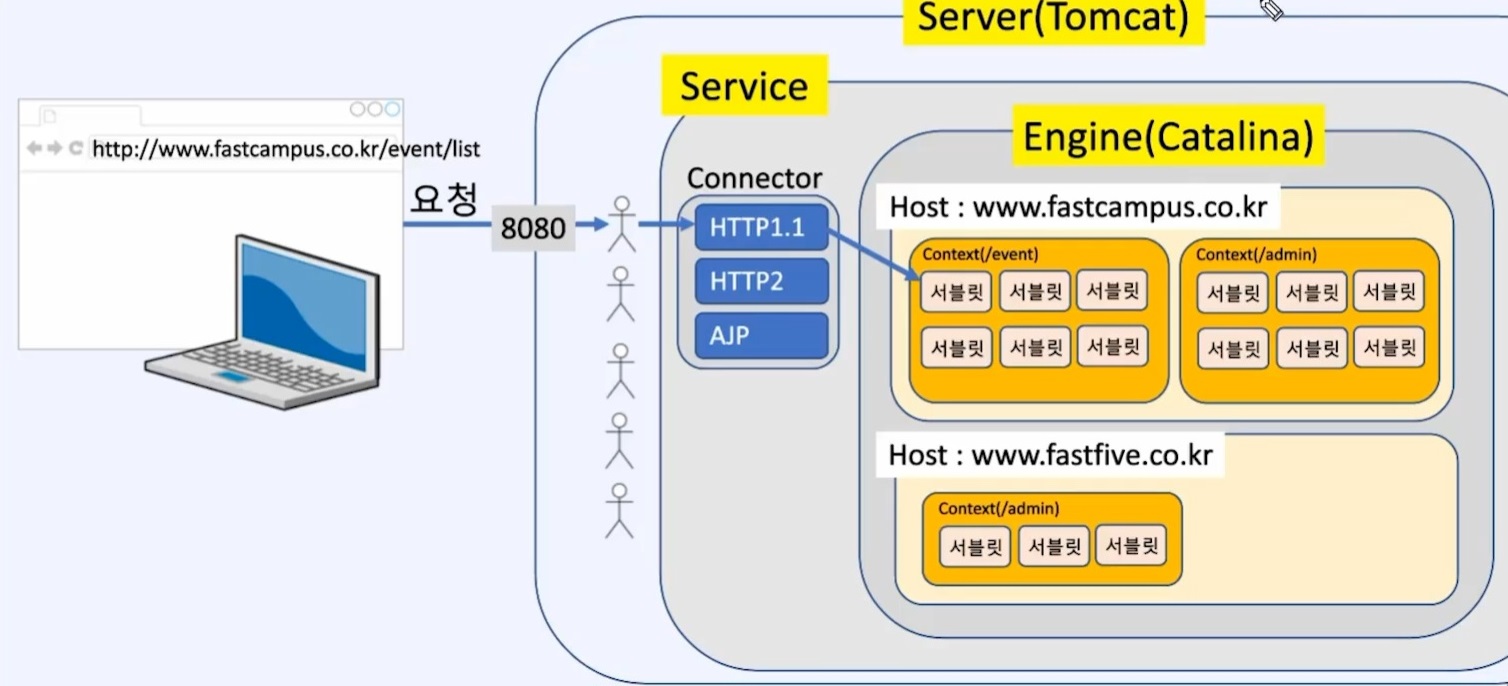 Server(Tomcat)
Service
Engine(Catalina)
http://www.fastcampus.co.kr/event/list
요청
8080
Connector
HTTP1.1
HTTP2
AJP
Host : www.fastcampus.co.kr
Context(/event)
서블릿 서블릿 서블릿
서블릿 서블릿 서블릿
Context(/admin)
서블릿 서블릿 서블릿
서블릿 서블릿 서블릿
Host : www.fastfive.co.kr
Context(/admin)
서블릿 서블릿 서블릿